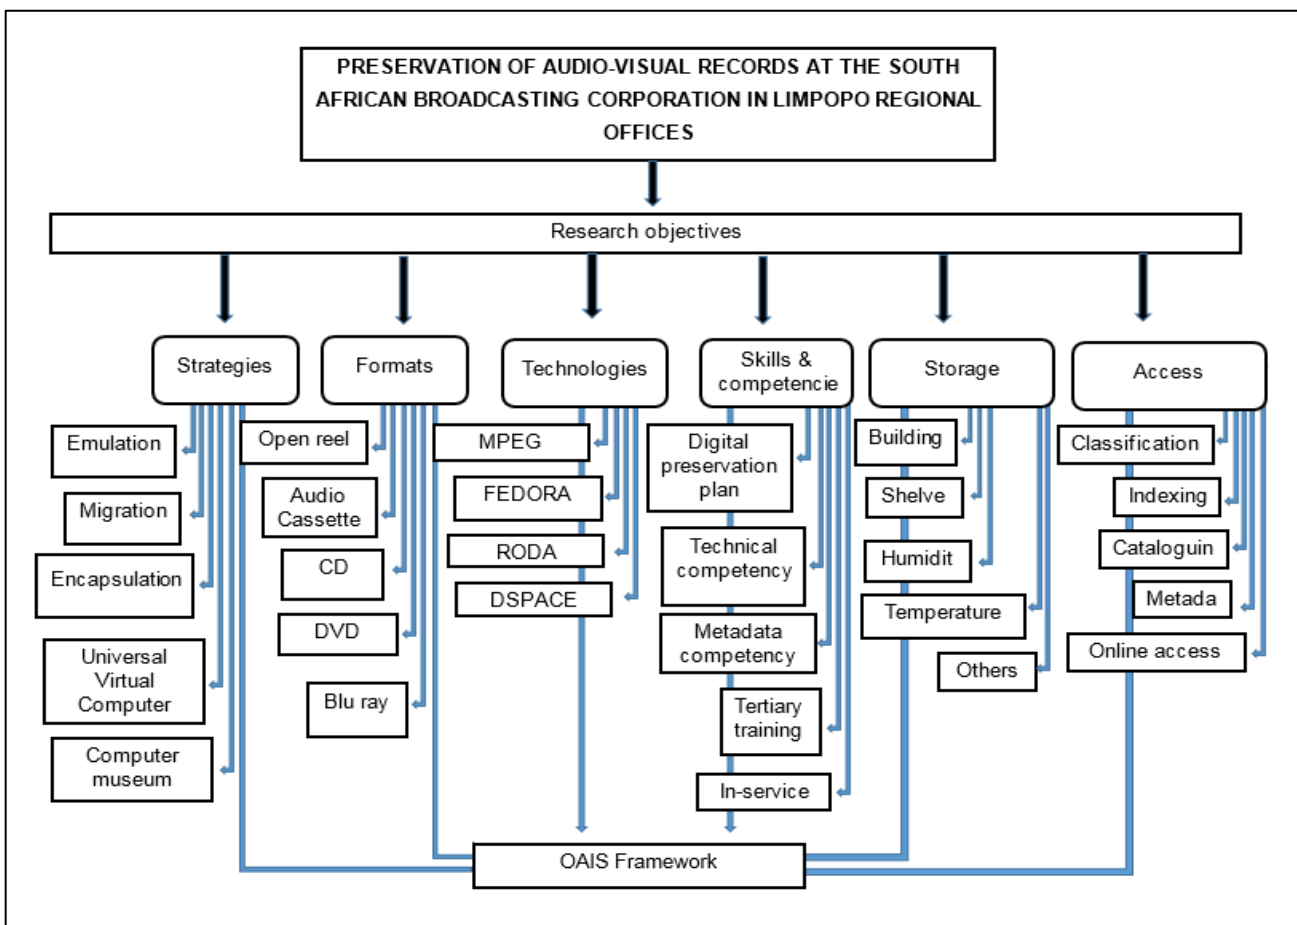 PRESERVATION OF AUDIO-VISUAL RECORDS AT THE SOUTH
AFRICAN BROADCASTING CORPORATION IN LIMPOPO REGIONAL
OFFICES
Research objectives
Strategies
Formats
Technologies
Skills &
competencie
Storage
Access
Emulation
Migration
Encapsulation
Universal
Virtual
Computer
Computer
museum
Open reel
Audio
Cassette
CD
DVD
Blu ray
MPEG
FEDORA
RODA
DSPACE
Digital
preservation
plan
Technical
competency
Metadata
competency
Tertiary
training
In-service
Building
Shelve
Humidit
Temperature
Others
Classification
Indexing
Cataloguin
Metada
Online access
OAIS Framework